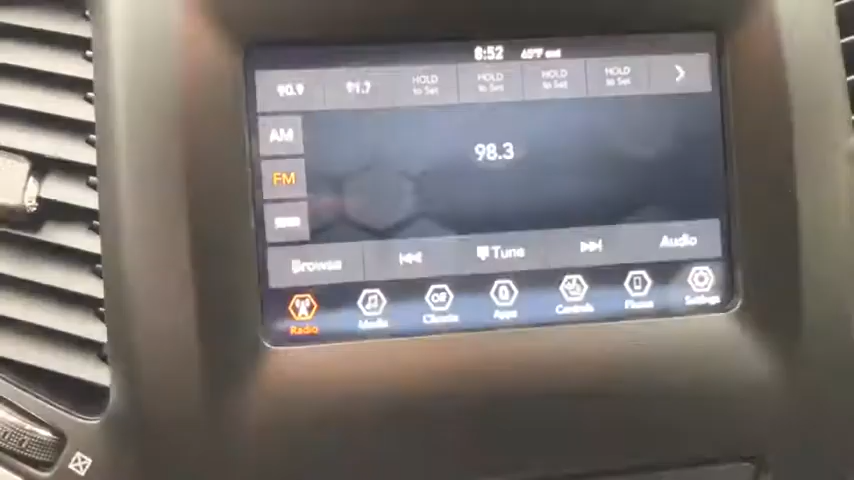 8:52
90.9 91.7 HOLD to Set HOLD to Set HOLD to Set HOLD to Set
AM
98.3
FM
Browse Tune Audio
Radio Media Climate Apps Controls Phone Settings